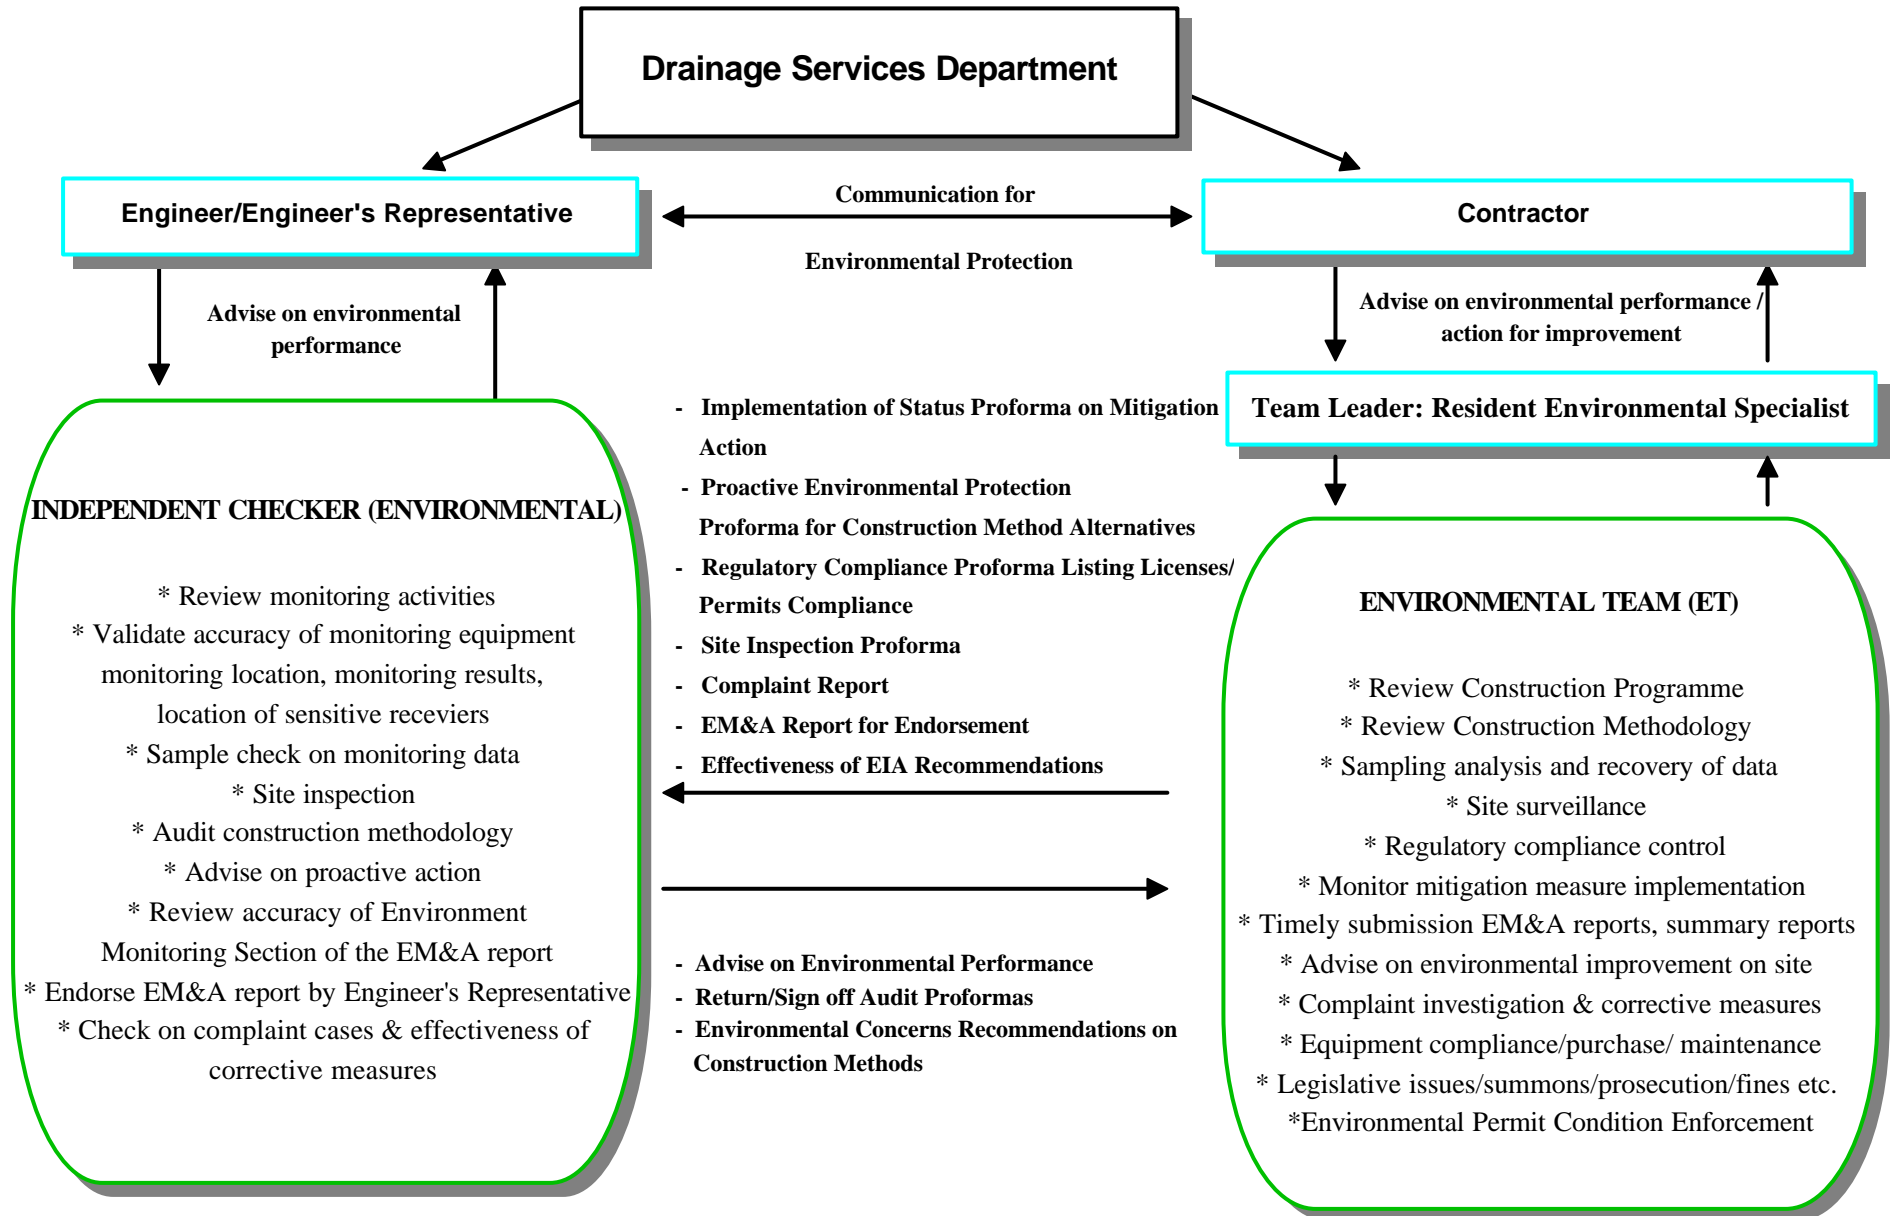 Drainage Services Department
Engineer/Engineer's Representative
Communication for
Environmental Protection
Contractor
Advise on environmental
performance
Advise on environmental performance /
action for improvement
Team Leader: Resident Environmental Specialist
INDEPENDENT CHECKER (ENVIRONMENTAL)
* Review monitoring activities
* Validate accuracy of monitoring equipment
monitoring location, monitoring results,
location of sensitive receviers
* Sample check on monitoring data
* Site inspection
* Audit construction methodology
* Advise on proactive action
* Review accuracy of Environment
Monitoring Section of the EM&A report
* Endorse EM&A report by Engineer's Representative
* Check on complaint cases & effectiveness of
corrective measures
- Implementation of Status Proforma on Mitigation
Action
- Proactive Environmental Protection
Proforma for Construction Method Alternatives
- Regulatory Compliance Proforma Listing Licenses/
Permits Compliance
- Site Inspection Proforma
- Complaint Report
- EM&A Report for Endorsement
- Effectiveness of EIA Recommendations
- Advise on Environmental Performance
- Return/Sign off Audit Proformas
- Environmental Concerns Recommendations on
Construction Methods
ENVIRONMENTAL TEAM (ET)
* Review Construction Programme
* Review Construction Methodology
* Sampling analysis and recovery of data
* Site surveillance
* Regulatory compliance control
* Monitor mitigation measure implementation
* Timely submission EM&A reports, summary reports
* Advise on environmental improvement on site
* Complaint investigation & corrective measures
* Equipment compliance/purchase/ maintenance
* Legislative issues/summons/prosecution/fines etc.
*Environmental Permit Condition Enforcement